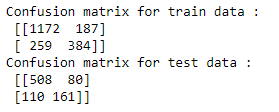 Confusion matrix for train data :
[[1172 187]
[ 259 384]]
Confusion matrix for test data :
[[508 80]
[110 161]]